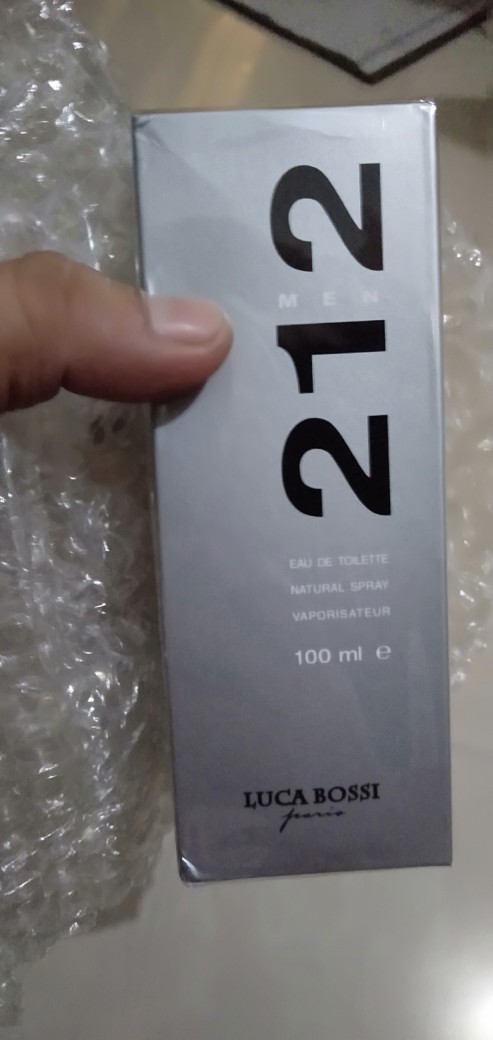 212
MEN
EAU DE TOILETTE
NATURAL SPRAY
VAPORISATEUR
100 ml e
LUCA BOSSI
paris